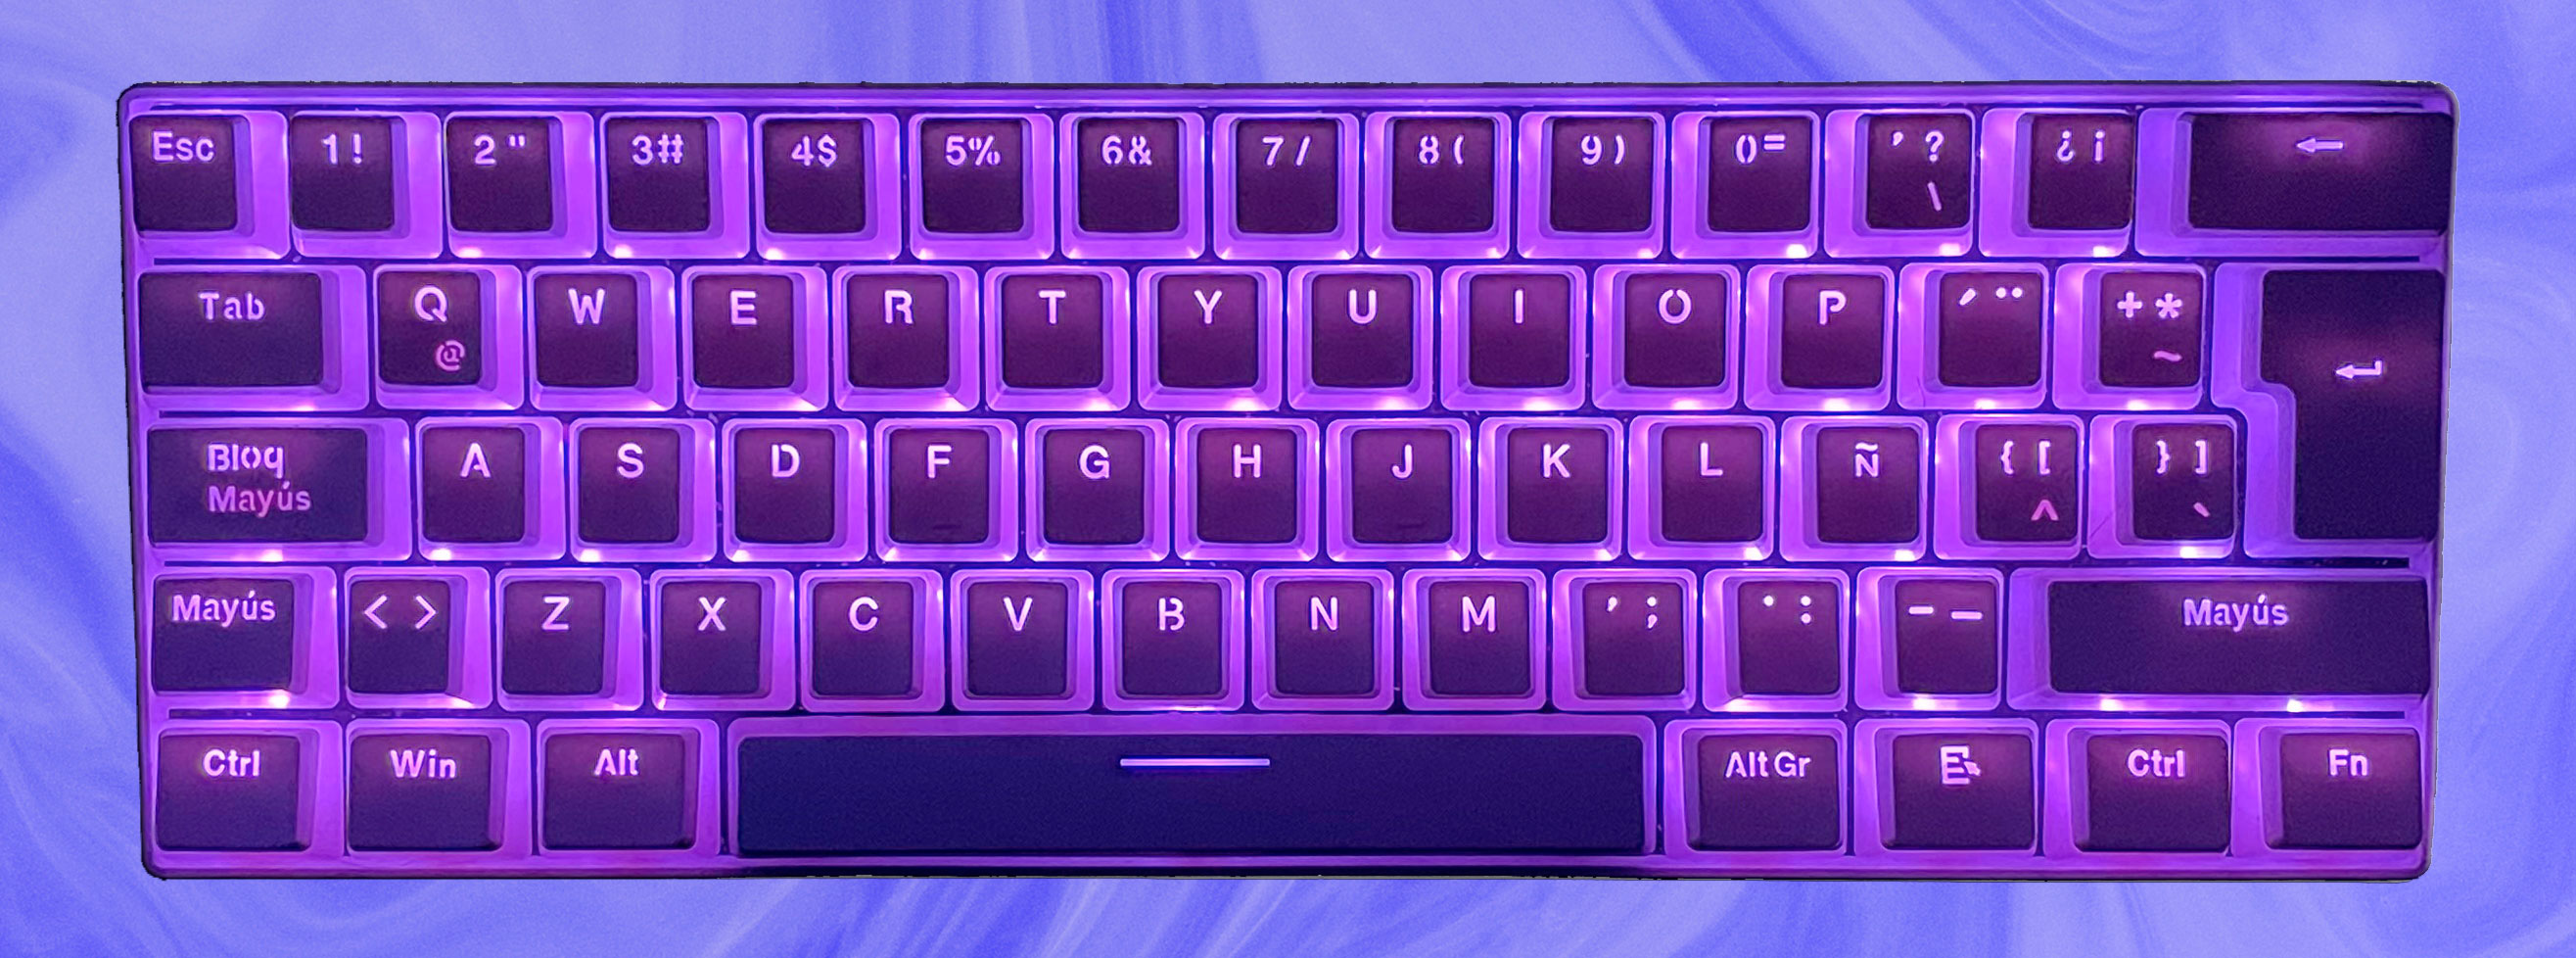 Esc 1! 2" 3# 4$ 5% 6& 7/ 8( 9) 0= '? \ ¿¡ ←
Tab Q @ W E R T Y U I O P ´¨ +* ~ ↵
Bloq Mayús A S D F G H J K L Ñ {[ ^ }] `
Mayús < > Z X C V B N M ,; .: -_ Mayús
Ctrl Win Alt Alt Gr Ctrl Fn